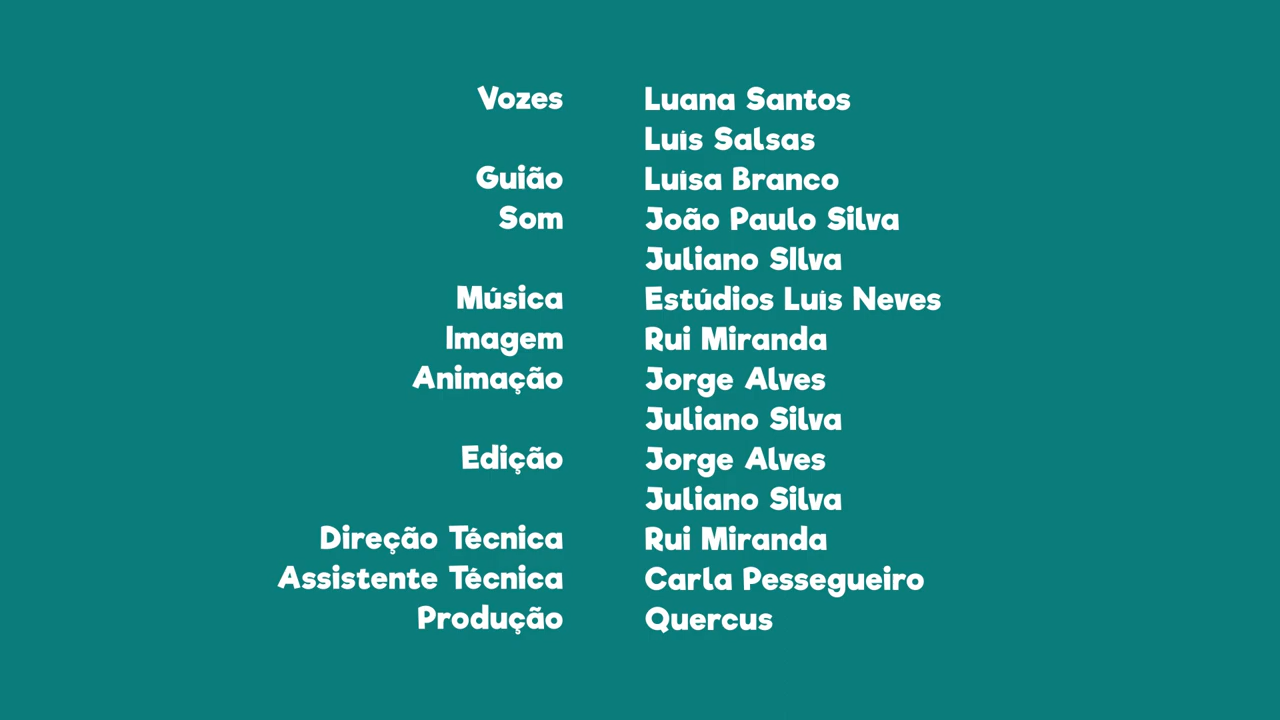 Vozes Luana Santos
Luís Salsas
Guião Luísa Branco
Som João Paulo Silva
Juliano SIlva
Música Estúdios Luís Neves
Imagem Rui Miranda
Animação Jorge Alves
Juliano Silva
Edição Jorge Alves
Juliano Silva
Direção Técnica Rui Miranda
Assistente Técnica Carla Pessegueiro
Produção Quercus